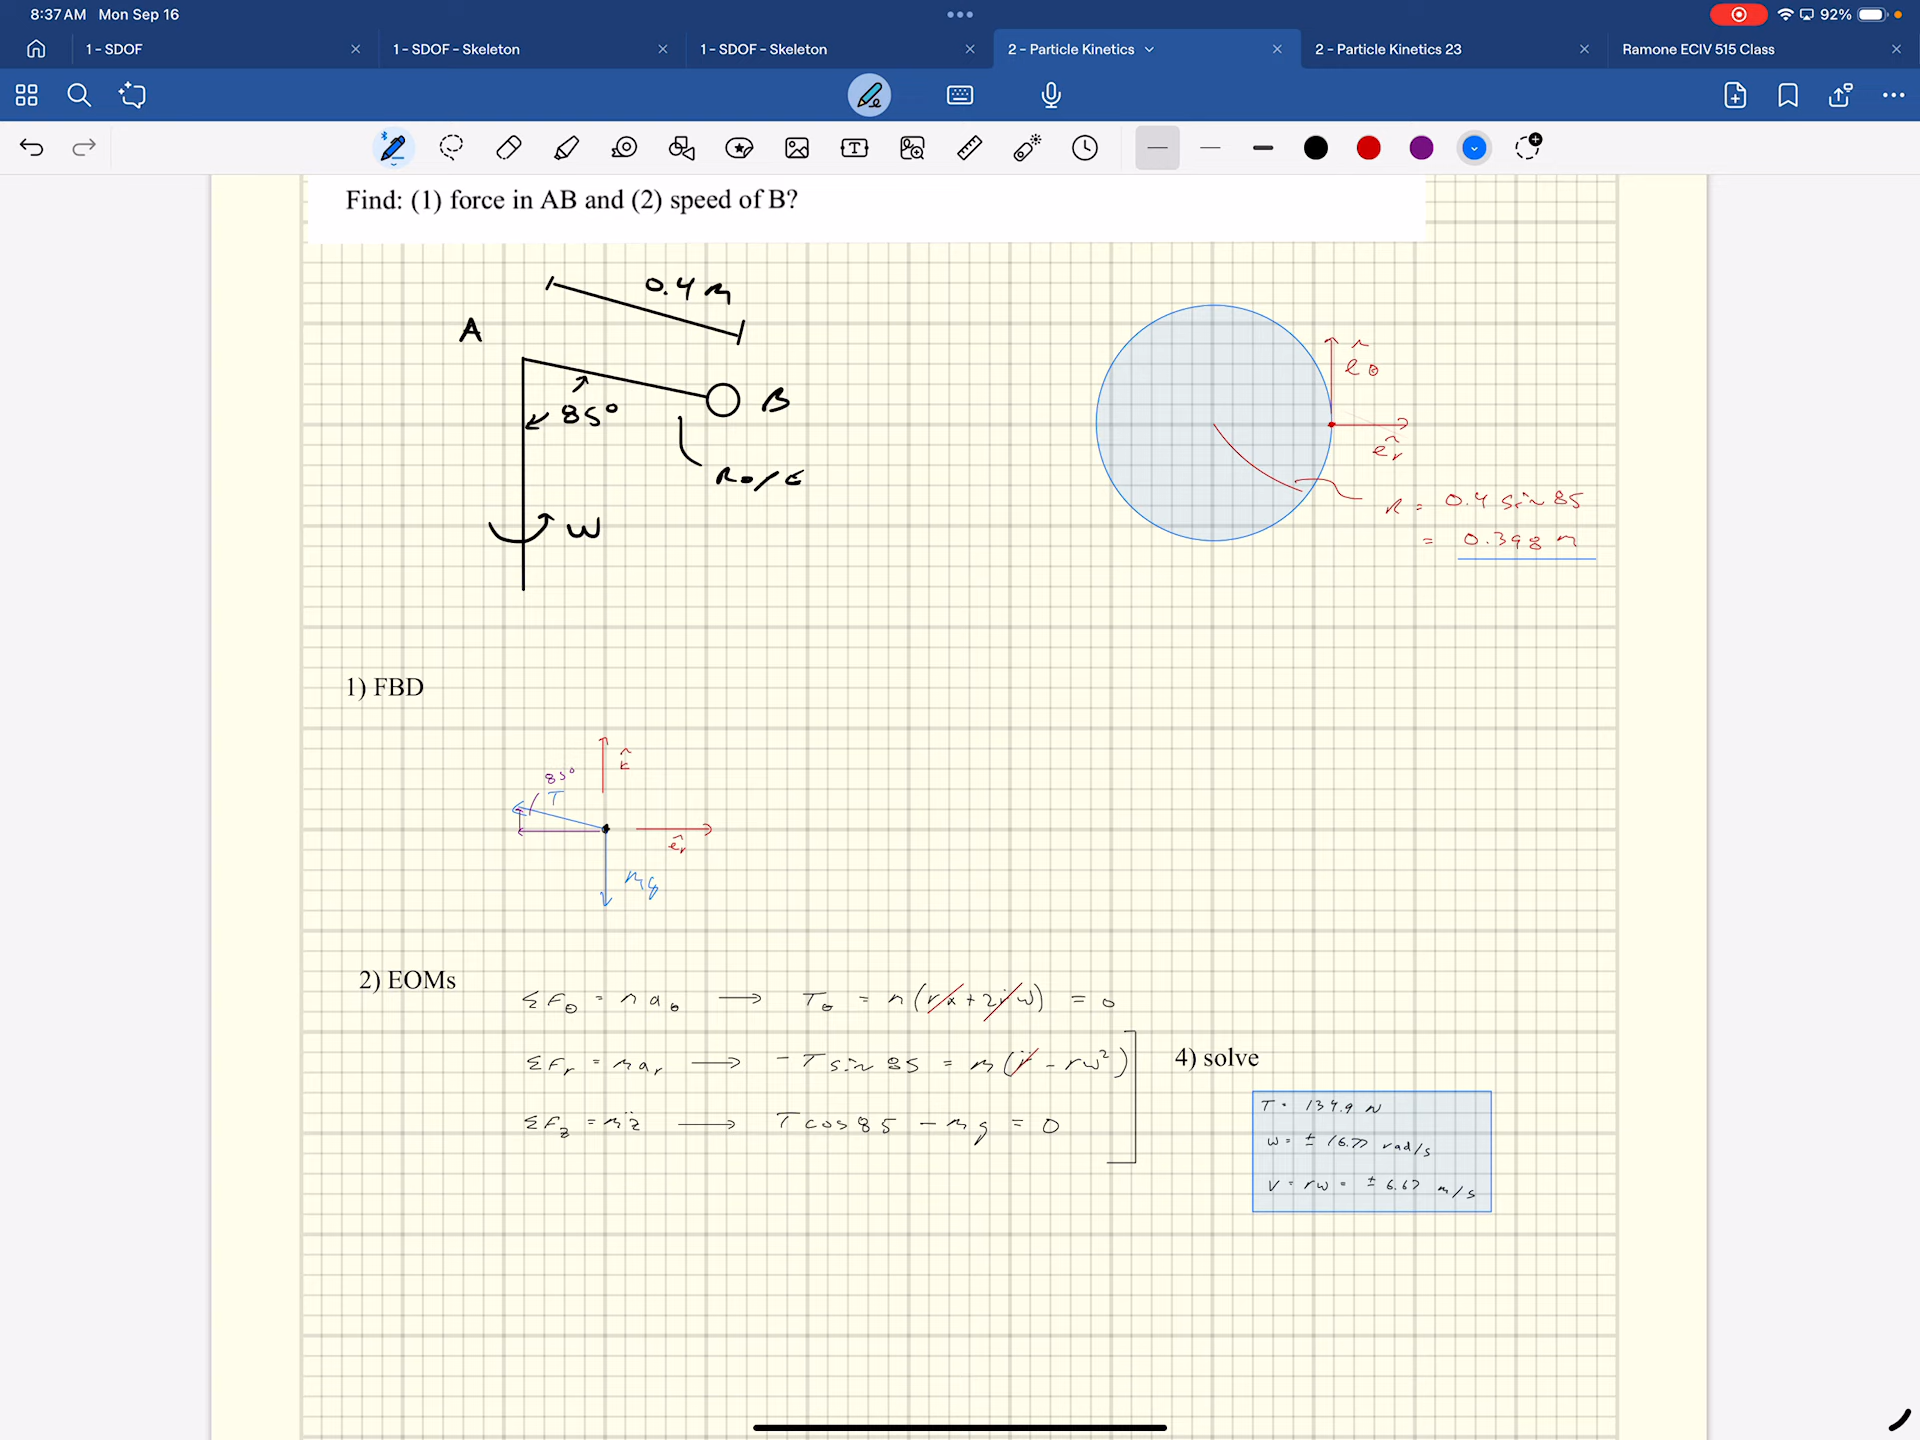 8:37 AM Mon Sep 16
92%
1 - SDOF
1 - SDOF - Skeleton
1 - SDOF - Skeleton
2 - Particle Kinetics
2 - Particle Kinetics 23
Ramone ECIV 515 Class
Find: (1) force in AB and (2) speed of B?
0.4 m
A
85°
B
ω
ê_θ
ê_r
R = 0.4 sin 85
= 0.398 m
1) FBD
k̂
85°
T
ê_r
mg
2) EOMs
ΣF_θ = m a_θ → T_θ = m(rα + 2ṙω) = 0
ΣF_r = m a_r → -T sin 85 = m(r̈ - rω²)
ΣF_z = m z̈ → T cos 85 - mg = 0
4) solve
T = 134.9 N
ω = ± 16.77 rad/s
V = rω = ± 6.67 m/s